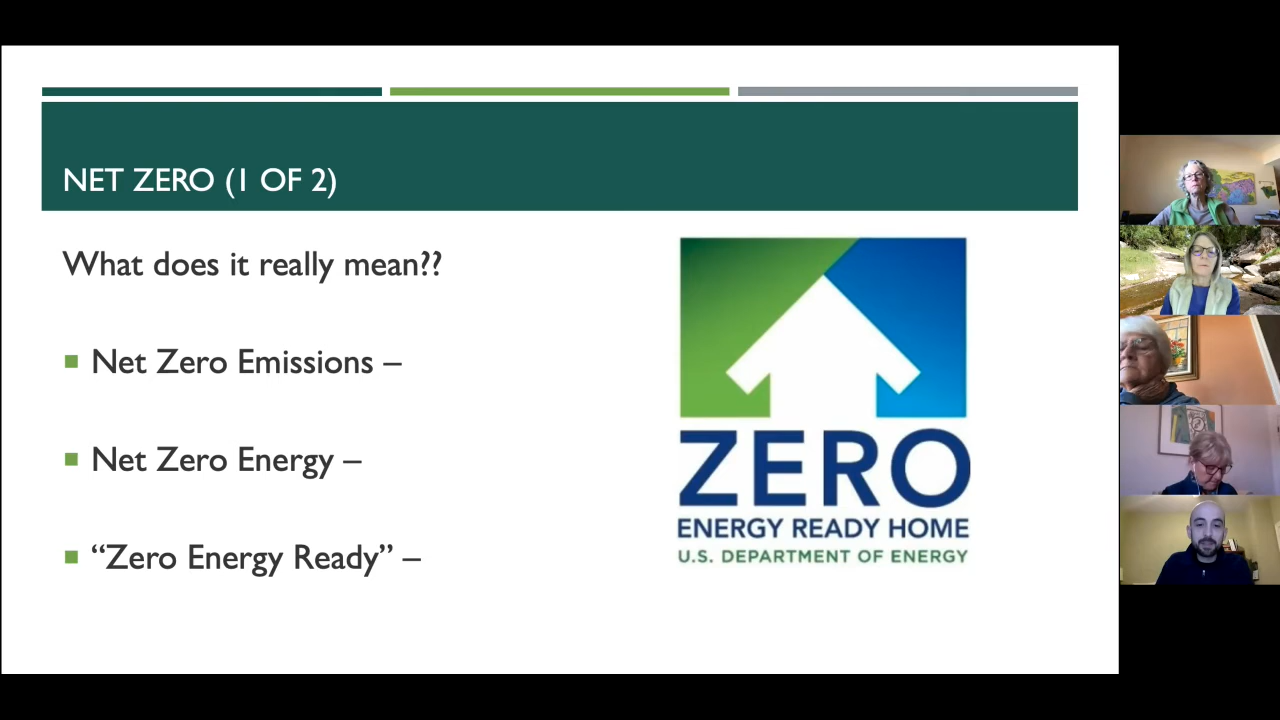 NET ZERO (1 OF 2)
What does it really mean??
Net Zero Emissions –
Net Zero Energy –
“Zero Energy Ready” –
ZERO
ENERGY READY HOME
U.S. DEPARTMENT OF ENERGY